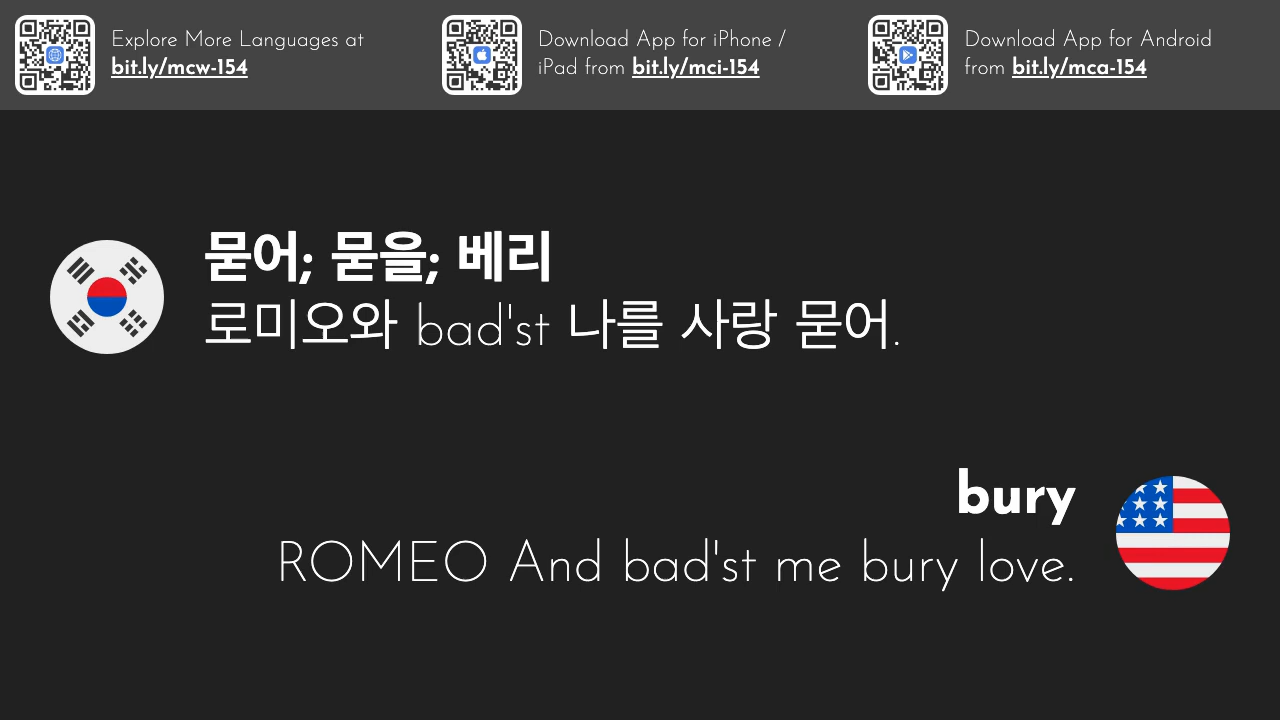 Explore More Languages at
bit.ly/mcw-154
Download App for iPhone /
iPad from bit.ly/mci-154
Download App for Android
from bit.ly/mca-154
묻어; 묻을; 베리
로미오와 bad'st 나를 사랑 묻어.
bury
ROMEO And bad'st me bury love.